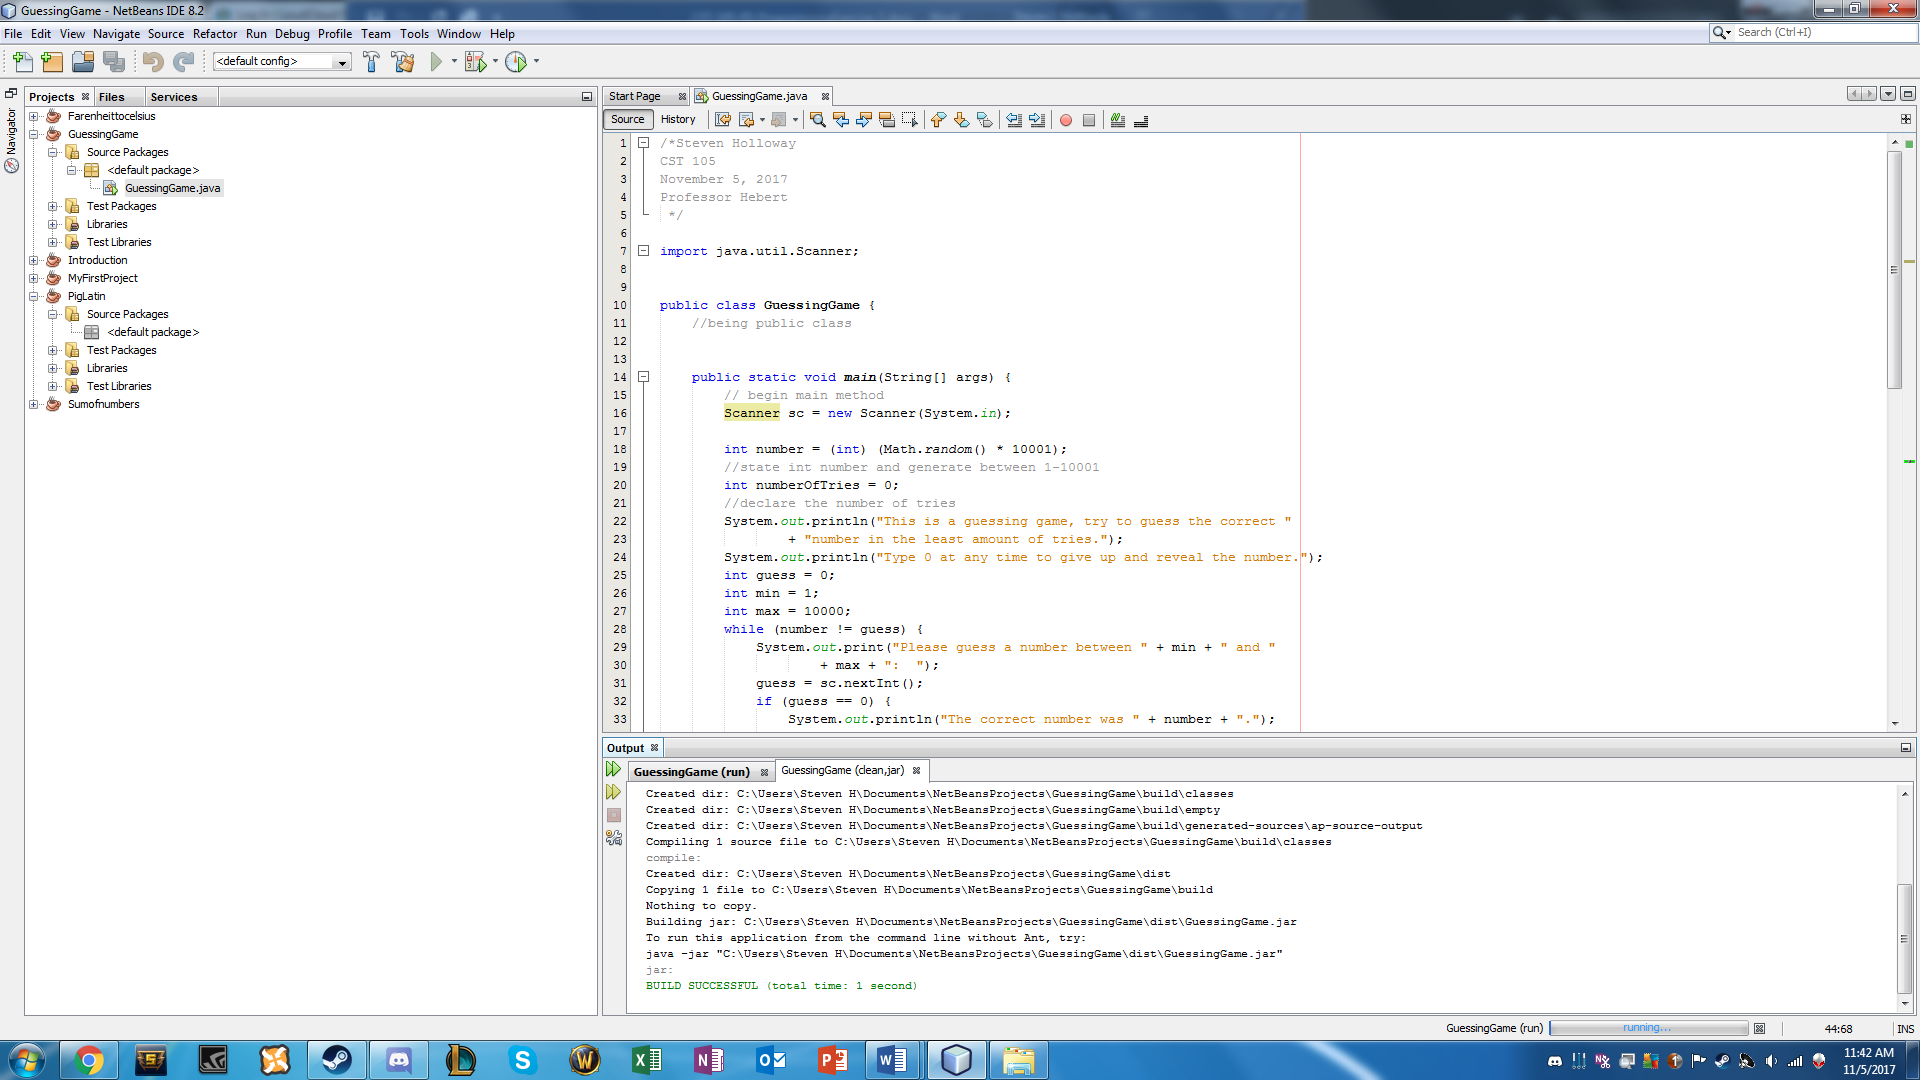 GuessingGame - NetBeans IDE 8.2
File Edit View Navigate Source Refactor Run Debug Profile Team Tools Window Help
Search (Ctrl+I)
<default config>
Navigator
Projects Files Services
Farenheittocelsius
GuessingGame
Source Packages
<default package>
GuessingGame.java
Test Packages
Libraries
Test Libraries
Introduction
MyFirstProject
PigLatin
Source Packages
<default package>
Test Packages
Libraries
Test Libraries
Sumofnumbers
Start Page GuessingGame.java
Source History
1 /*Steven Holloway
2 CST 105
3 November 5, 2017
4 Professor Hebert
5 */
6
7 import java.util.Scanner;
8
9
10 public class GuessingGame {
11 //being public class
12
13
14 public static void main(String[] args) {
15 // begin main method
16 Scanner sc = new Scanner(System.in);
17
18 int number = (int) (Math.random() * 10001);
19 //state int number and generate between 1-10001
20 int numberOfTries = 0;
21 //declare the number of tries
22 System.out.println("This is a guessing game, try to guess the correct "
23 + "number in the least amount of tries.");
24 System.out.println("Type 0 at any time to give up and reveal the number.");
25 int guess = 0;
26 int min = 1;
27 int max = 10000;
28 while (number != guess) {
29 System.out.print("Please guess a number between " + min + " and "
30 + max + ":  ");
31 guess = sc.nextInt();
32 if (guess == 0) {
33 System.out.println("The correct number was " + number + ".");
Output
GuessingGame (run) GuessingGame (clean,jar)
Created dir: C:\Users\Steven H\Documents\NetBeansProjects\GuessingGame\build\classes
Created dir: C:\Users\Steven H\Documents\NetBeansProjects\GuessingGame\build\empty
Created dir: C:\Users\Steven H\Documents\NetBeansProjects\GuessingGame\build\generated-sources\ap-source-output
Compiling 1 source file to C:\Users\Steven H\Documents\NetBeansProjects\GuessingGame\build\classes
compile:
Created dir: C:\Users\Steven H\Documents\NetBeansProjects\GuessingGame\dist
Copying 1 file to C:\Users\Steven H\Documents\NetBeansProjects\GuessingGame\build
Nothing to copy.
Building jar: C:\Users\Steven H\Documents\NetBeansProjects\GuessingGame\dist\GuessingGame.jar
To run this application from the command line without Ant, try:
java -jar "C:\Users\Steven H\Documents\NetBeansProjects\GuessingGame\dist\GuessingGame.jar"
jar:
BUILD SUCCESSFUL (total time: 1 second)
GuessingGame (run) running... 44:68 INS
11:42 AM
11/5/2017